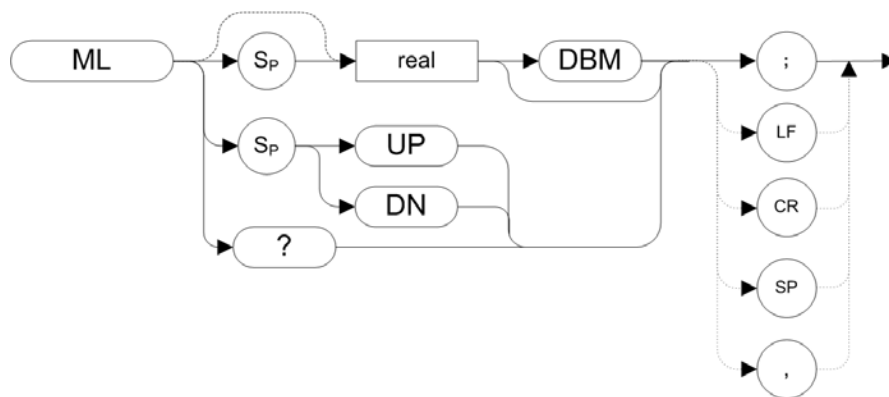 ML SP real DBM ;
SP UP LF
DN CR
? SP
,